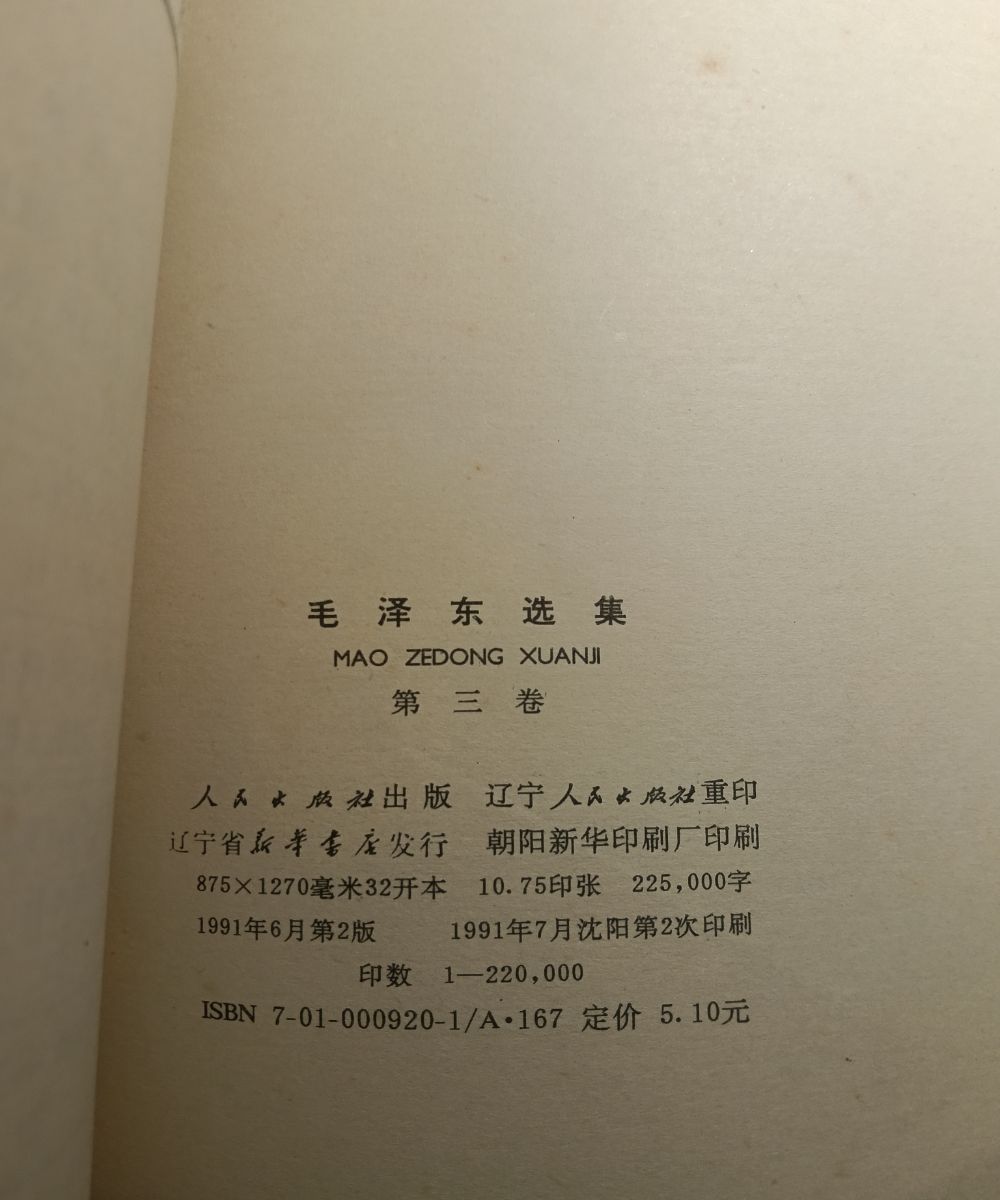 毛泽东选集
MAO ZEDONG XUANJI
第三卷
人民出版社出版 辽宁人民出版社重印
辽宁省新华书店发行 朝阳新华印刷厂印刷
875×1270毫米32开本 10.75印张 225,000字
1991年6月第2版 1991年7月沈阳第2次印刷
印数 1—220,000
ISBN 7-01-000920-1/A·167 定价 5.10元